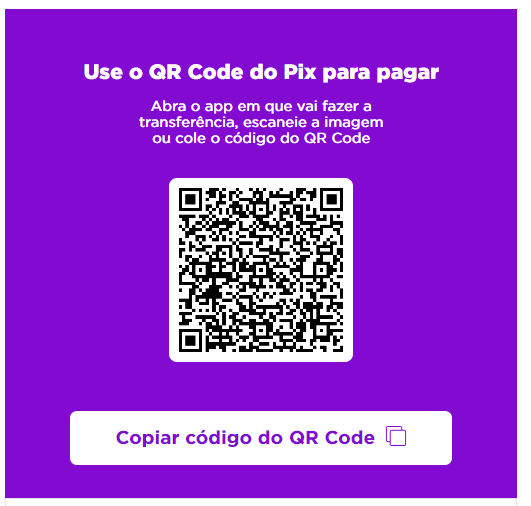 Use o QR Code do Pix para pagar
Abra o app em que vai fazer a
transferência, escaneie a imagem
ou cole o código do QR Code
Copiar código do QR Code